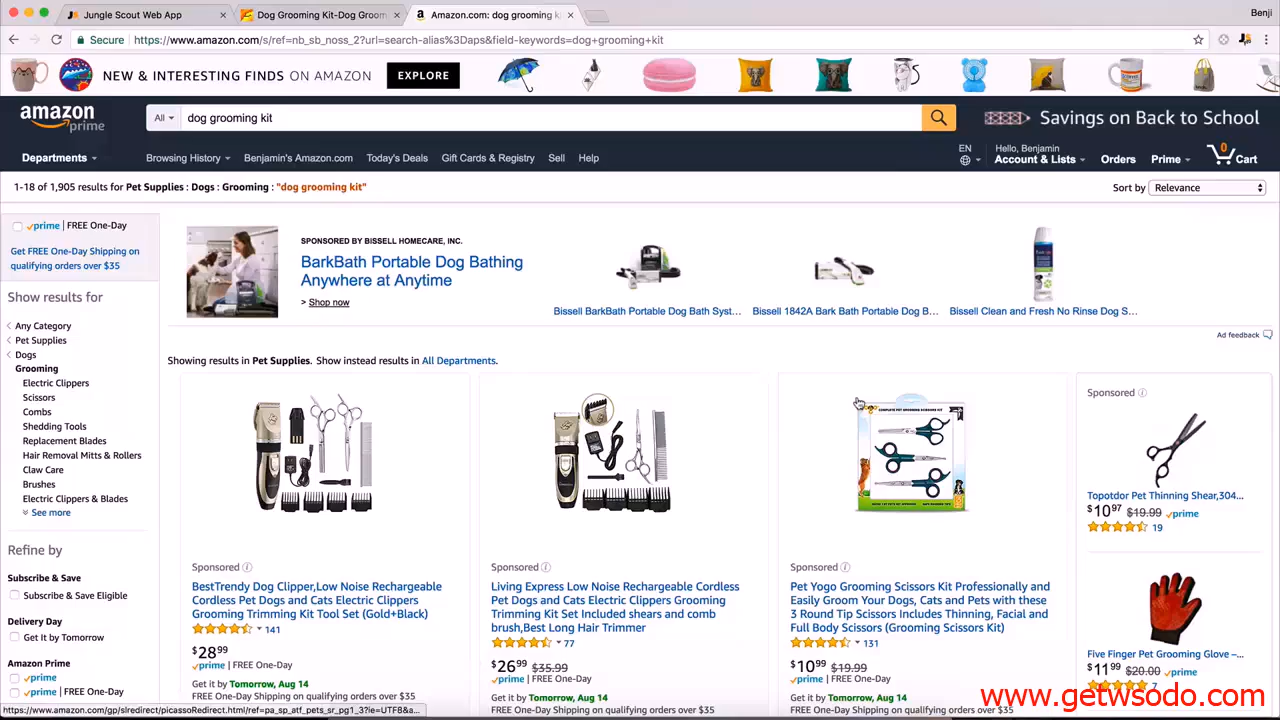 Jungle Scout Web App
Dog Grooming Kit-Dog Groom
Amazon.com: dog grooming ki
Benji
Secure
https://www.amazon.com/s/ref=nb_sb_noss_2?url=search-alias%3Daps&field-keywords=dog+grooming+kit
NEW & INTERESTING FINDS ON AMAZON
EXPLORE
amazon
prime
All
dog grooming kit
Savings on Back to School
Departments
Browsing History
Benjamin's Amazon.com
Today's Deals
Gift Cards & Registry
Sell
Help
EN
Hello, Benjamin
Account & Lists
Orders
Prime
0
Cart
1-18 of 1,905 results for Pet Supplies : Dogs : Grooming : "dog grooming kit"
Sort by
Relevance
prime | FREE One-Day
Get FREE One-Day Shipping on
qualifying orders over $35
Show results for
Any Category
Pet Supplies
Dogs
Grooming
Electric Clippers
Scissors
Combs
Shedding Tools
Replacement Blades
Hair Removal Mitts & Rollers
Claw Care
Brushes
Electric Clippers & Blades
See more
Refine by
Subscribe & Save
Subscribe & Save Eligible
Delivery Day
Get It by Tomorrow
Amazon Prime
prime
prime | FREE One-Day
SPONSORED BY BISSELL HOMECARE, INC.
BarkBath Portable Dog Bathing
Anywhere at Anytime
> Shop now
Bissell BarkBath Portable Dog Bath Syst...
Bissell 1842A Bark Bath Portable Dog B...
Bissell Clean and Fresh No Rinse Dog S...
Ad feedback
Showing results in Pet Supplies. Show instead results in All Departments.
Sponsored
BestTrendy Dog Clipper,Low Noise Rechargeable
Cordless Pet Dogs and Cats Electric Clippers
Grooming Trimming Kit Tool Set (Gold+Black)
141
$28 99
prime | FREE One-Day
Get it by Tomorrow, Aug 14
FREE One-Day Shipping on qualifying orders over $35
Sponsored
Living Express Low Noise Rechargeable Cordless
Pet Dogs and Cats Electric Clippers Grooming
Trimming Kit Set Included shears and comb
brush,Best Long Hair Trimmer
77
$26 99 $35.99
prime | FREE One-Day
Get it by Tomorrow, Aug 14
FREE One-Day Shipping on qualifying orders over $35
COMPLETE PET GROOMING SCISSORS KIT
Sponsored
Pet Yogo Grooming Scissors Kit Professionally and
Easily Groom Your Dogs, Cats and Pets with these
3 Round Tip Scissors Includes Thinning, Facial and
Full Body Scissors (Grooming Scissors Kit)
131
$10 99 $19.99
prime | FREE One-Day
Get it by Tomorrow, Aug 14
FREE One-Day Shipping on qualifying orders over $35
Sponsored
Topotdor Pet Thinning Shear,304...
$10 97 $19.99 prime
19
Five Finger Pet Grooming Glove –...
$11 99 $20.00 prime
7
https://www.amazon.com/gp/slredirect/picassoRedirect.html/ref=pa_sp_atf_pets_sr_pg1_3?ie=UTF8&a...
www.getwsodo.com